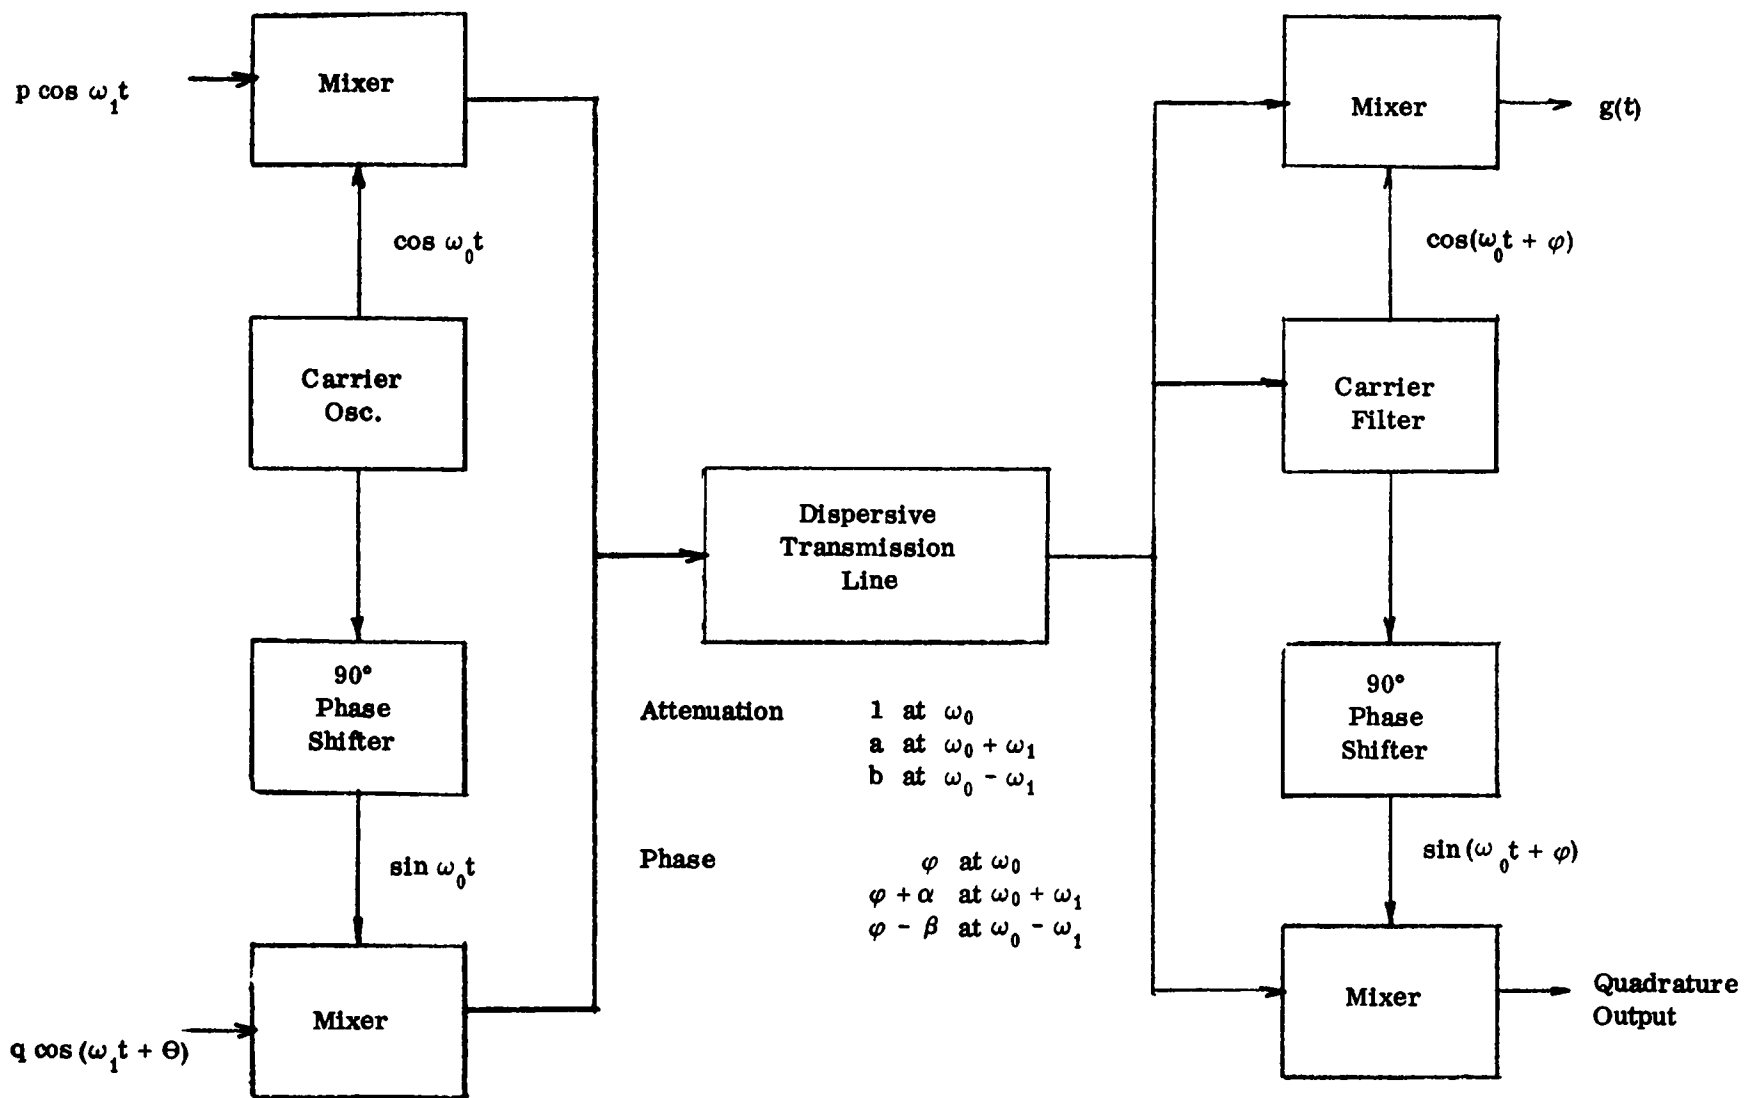 p cos ω₁t
Mixer
cos ω₀t
Carrier
Osc.
90°
Phase
Shifter
sin ω₀t
q cos (ω₁t + Θ)
Mixer
Dispersive
Transmission
Line
Attenuation
1 at ω₀
a at ω₀ + ω₁
b at ω₀ - ω₁
Phase
φ at ω₀
φ + α at ω₀ + ω₁
φ - β at ω₀ - ω₁
Mixer
g(t)
cos(ω₀t + φ)
Carrier
Filter
90°
Phase
Shifter
sin (ω₀t + φ)
Mixer
Quadrature
Output